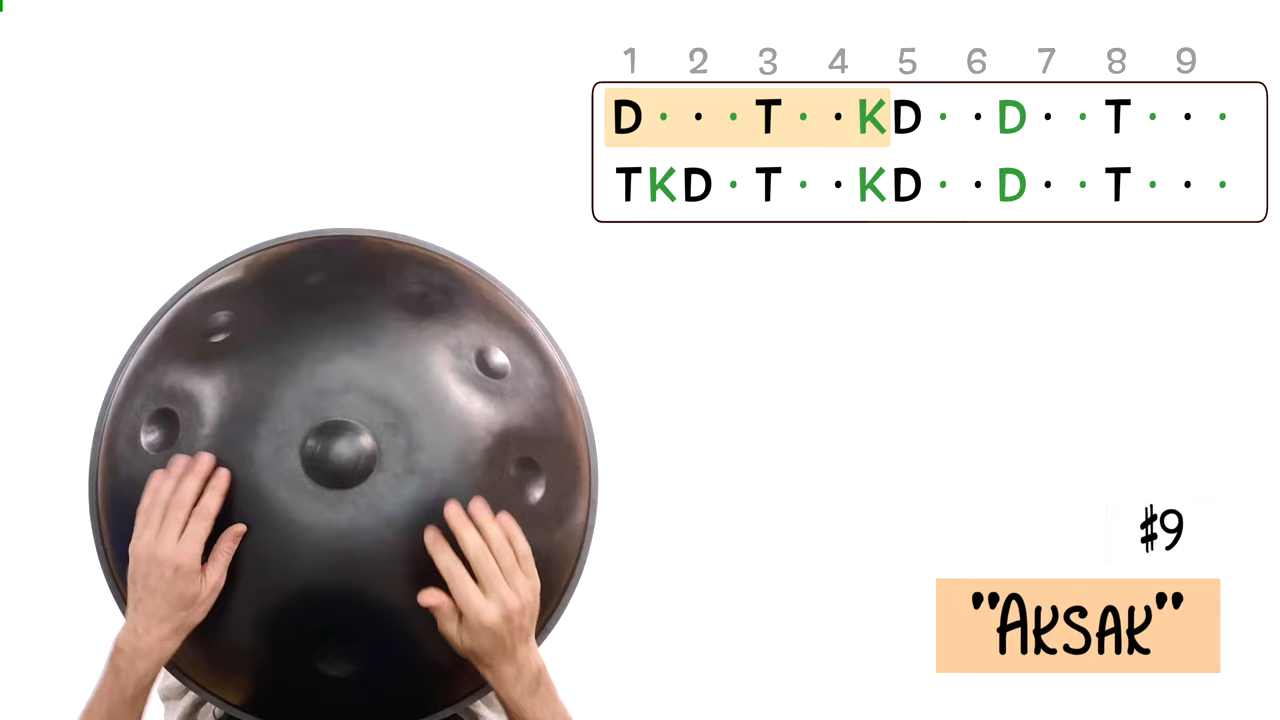 1 2 3 4 5 6 7 8 9
D · · · T · · K D · · D · · T · · ·
T K D · T · · K D · · D · · T · · ·
#9
"AKSAK"